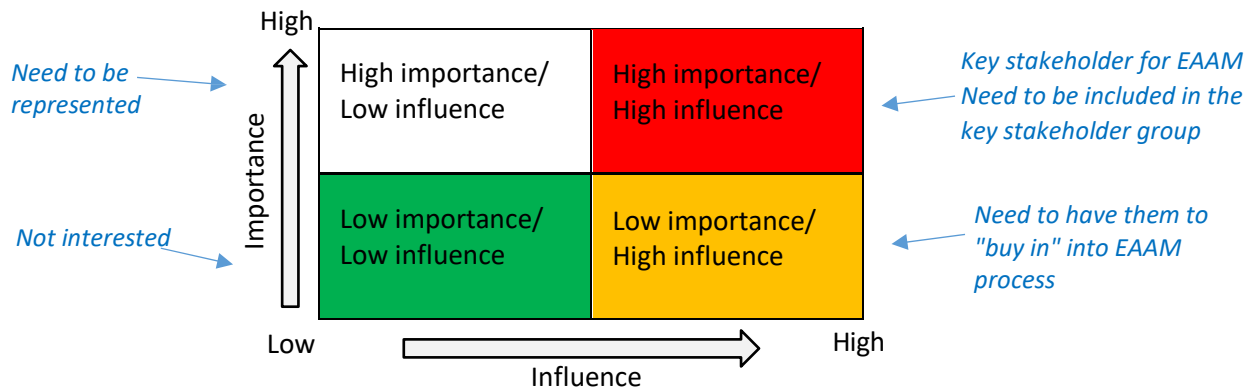 High
Need to be
represented
Importance
High importance/
Low influence
High importance/
High influence
Key stakeholder for EAAM
Need to be included in the
key stakeholder group
Not interested
Low importance/
Low influence
Low importance/
High influence
Need to have them to
"buy in" into EAAM
process
Low
High
Influence